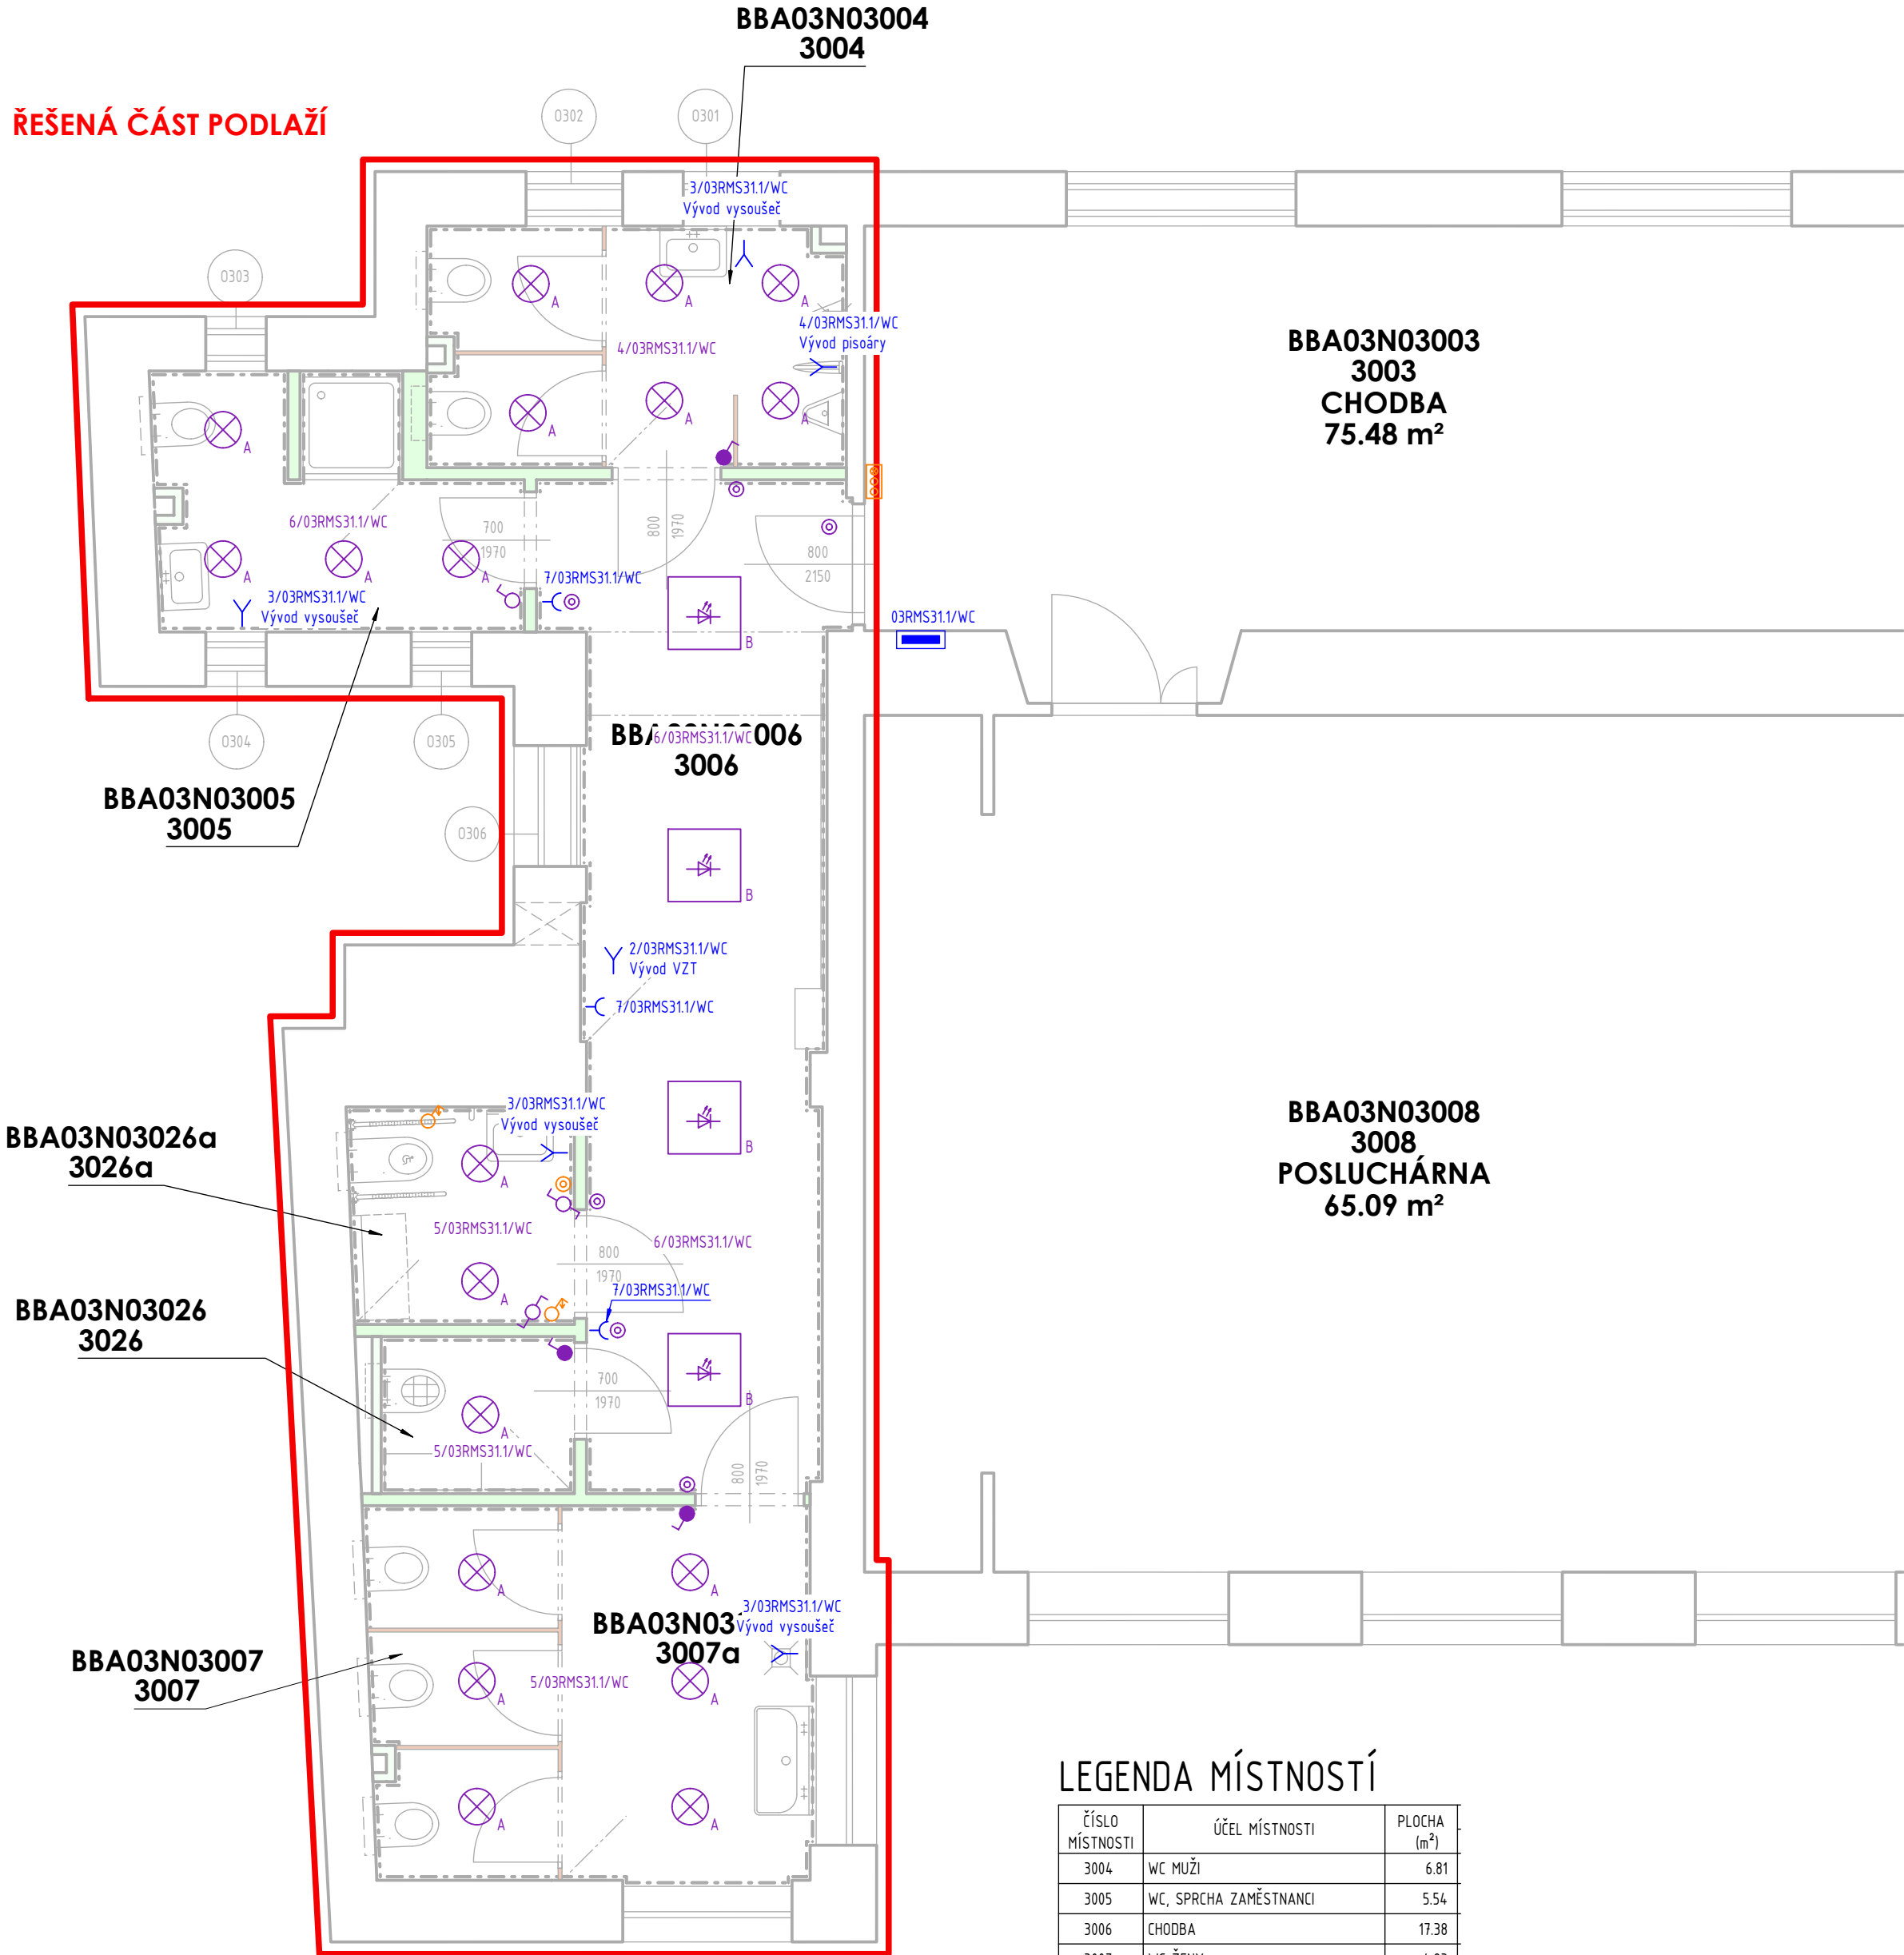 BBA03N03004
3004
ŘEŠENÁ ČÁST PODLAŽÍ
0302
0301
3/03RMS31.1/WC
Vývod vysoušeč
0303
A
A
A
4/03RMS31.1/WC
Vývod pisoáry
4/03RMS31.1/WC
BBA03N03003
3003
CHODBA
75.48 m²
A
A
A
A
6/03RMS31.1/WC
700
1970
800
1970
800
2150
A
A
A
3/03RMS31.1/WC
Vývod vysoušeč
7/03RMS31.1/WC
03RMS31.1/WC
B
0304
0305
6/03RMS31.1/WC
006
3006
BBA03N03005
3005
0306
B
2/03RMS31.1/WC
Vývod VZT
7/03RMS31.1/WC
3/03RMS31.1/WC
Vývod vysoušeč
B
BBA03N03026a
3026a
A
BBA03N03008
3008
POSLUCHÁRNA
65.09 m²
5/03RMS31.1/WC
6/03RMS31.1/WC
800
1970
A
7/03RMS31.1/WC
BBA03N03026
3026
700
1970
B
A
5/03RMS31.1/WC
800
1970
A
A
BBA03N03
3/03RMS31.1/WC
Vývod vysoušeč
3007a
BBA03N03007
3007
5/03RMS31.1/WC
A
A
A
A
LEGENDA MÍSTNOSTÍ
ČÍSLO MÍSTNOSTI
ÚČEL MÍSTNOSTI
PLOCHA (m²)
3004 WC MUŽI 6.81
3005 WC, SPRCHA ZAMĚSTNANCI 5.54
3006 CHODBA 17.38